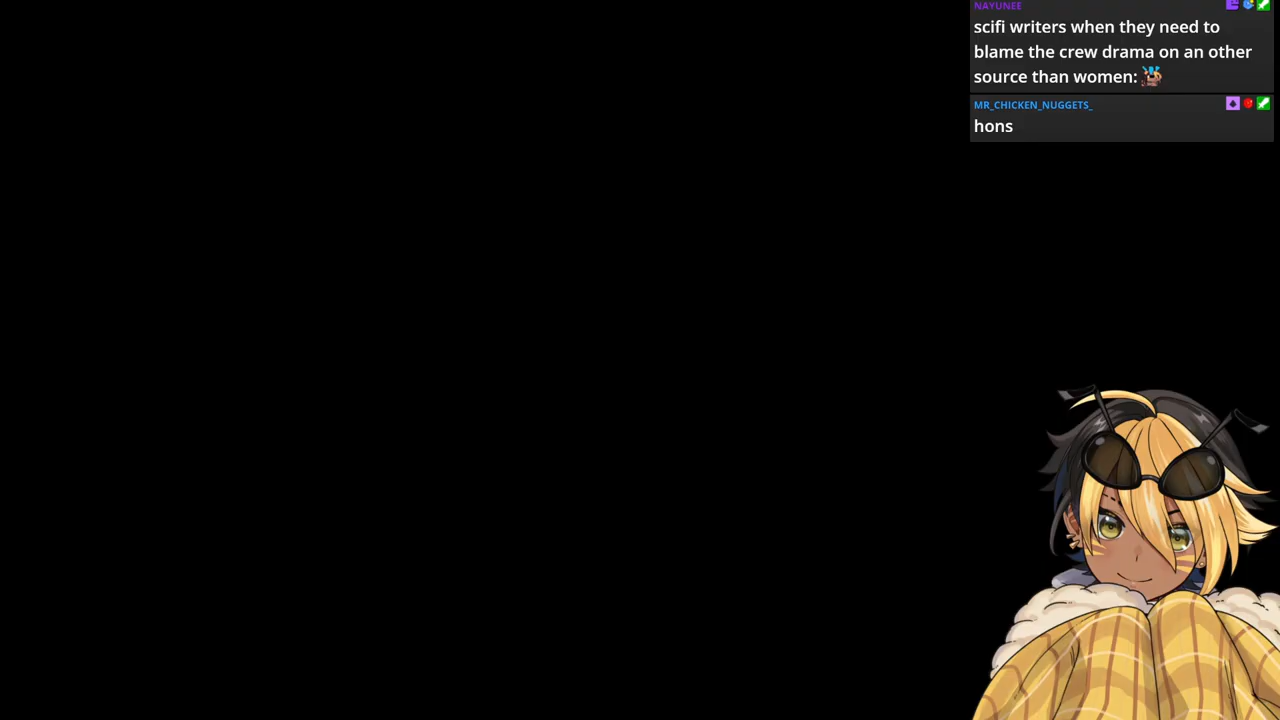 NAYUNEE
scifi writers when they need to
blame the crew drama on an other
source than women:
MR_CHICKEN_NUGGETS_
hons